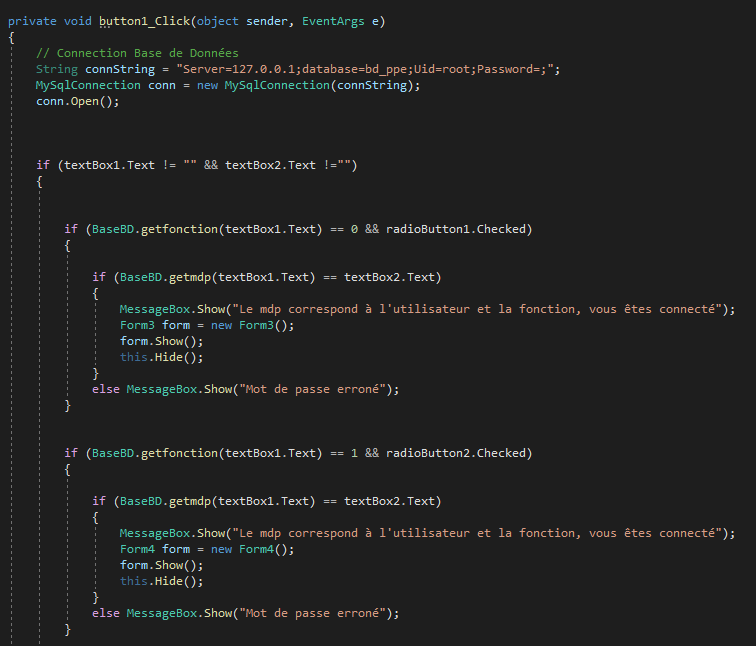 private void button1_Click(object sender, EventArgs e)
{
// Connection Base de Données
String connString = "Server=127.0.0.1;database=bd_ppe;Uid=root;Password=;";
MySqlConnection conn = new MySqlConnection(connString);
conn.Open();
if (textBox1.Text != "" && textBox2.Text !="")
{
if (BaseBD.getfonction(textBox1.Text) == 0 && radioButton1.Checked)
{
if (BaseBD.getmdp(textBox1.Text) == textBox2.Text)
{
MessageBox.Show("Le mdp correspond à l'utilisateur et la fonction, vous êtes connecté");
Form3 form = new Form3();
form.Show();
this.Hide();
}
else MessageBox.Show("Mot de passe erroné");
}
if (BaseBD.getfonction(textBox1.Text) == 1 && radioButton2.Checked)
{
if (BaseBD.getmdp(textBox1.Text) == textBox2.Text)
{
MessageBox.Show("Le mdp correspond à l'utilisateur et la fonction, vous êtes connecté");
Form4 form = new Form4();
form.Show();
this.Hide();
}
else MessageBox.Show("Mot de passe erroné");
}